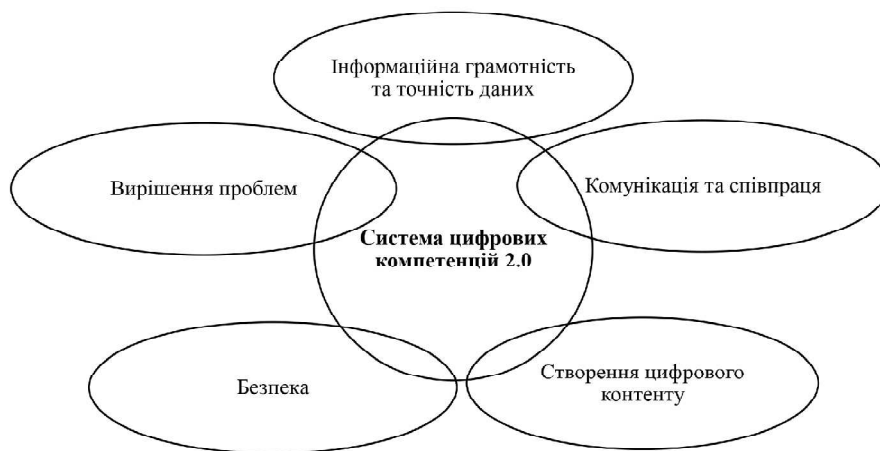 Інформаційна грамотність
та точність даних
Вирішення проблем
Комунікація та співпраця
Система цифрових
компетенцій 2.0
Безпека
Створення цифрового
контенту